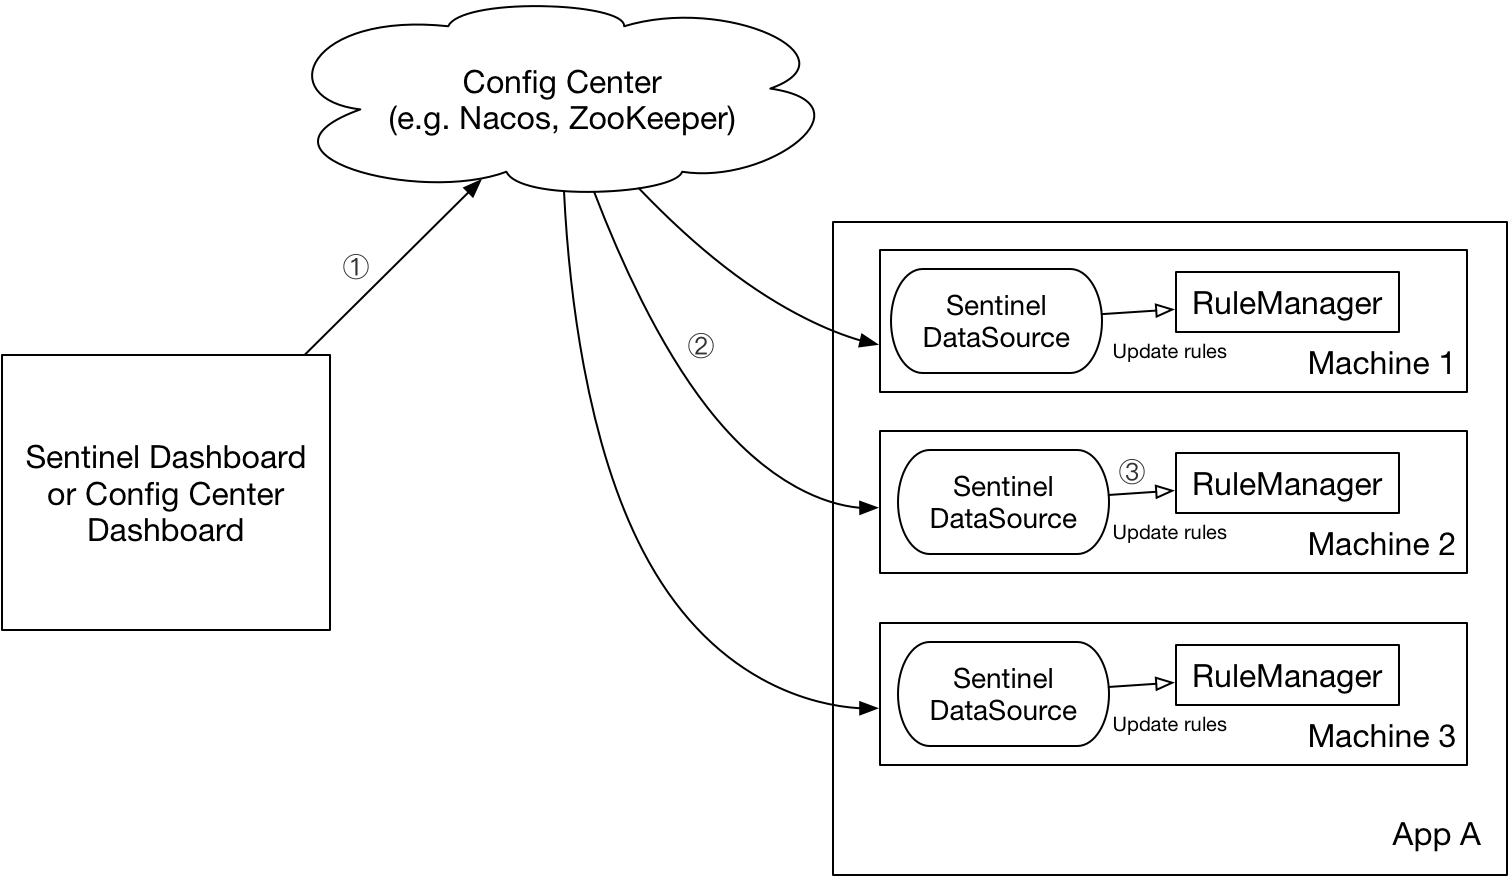 Config Center
(e.g. Nacos, ZooKeeper)
①
②
Sentinel Dashboard
or Config Center
Dashboard
Sentinel
DataSource
Update rules
RuleManager
Machine 1
Sentinel
DataSource
③
Update rules
RuleManager
Machine 2
Sentinel
DataSource
Update rules
RuleManager
Machine 3
App A